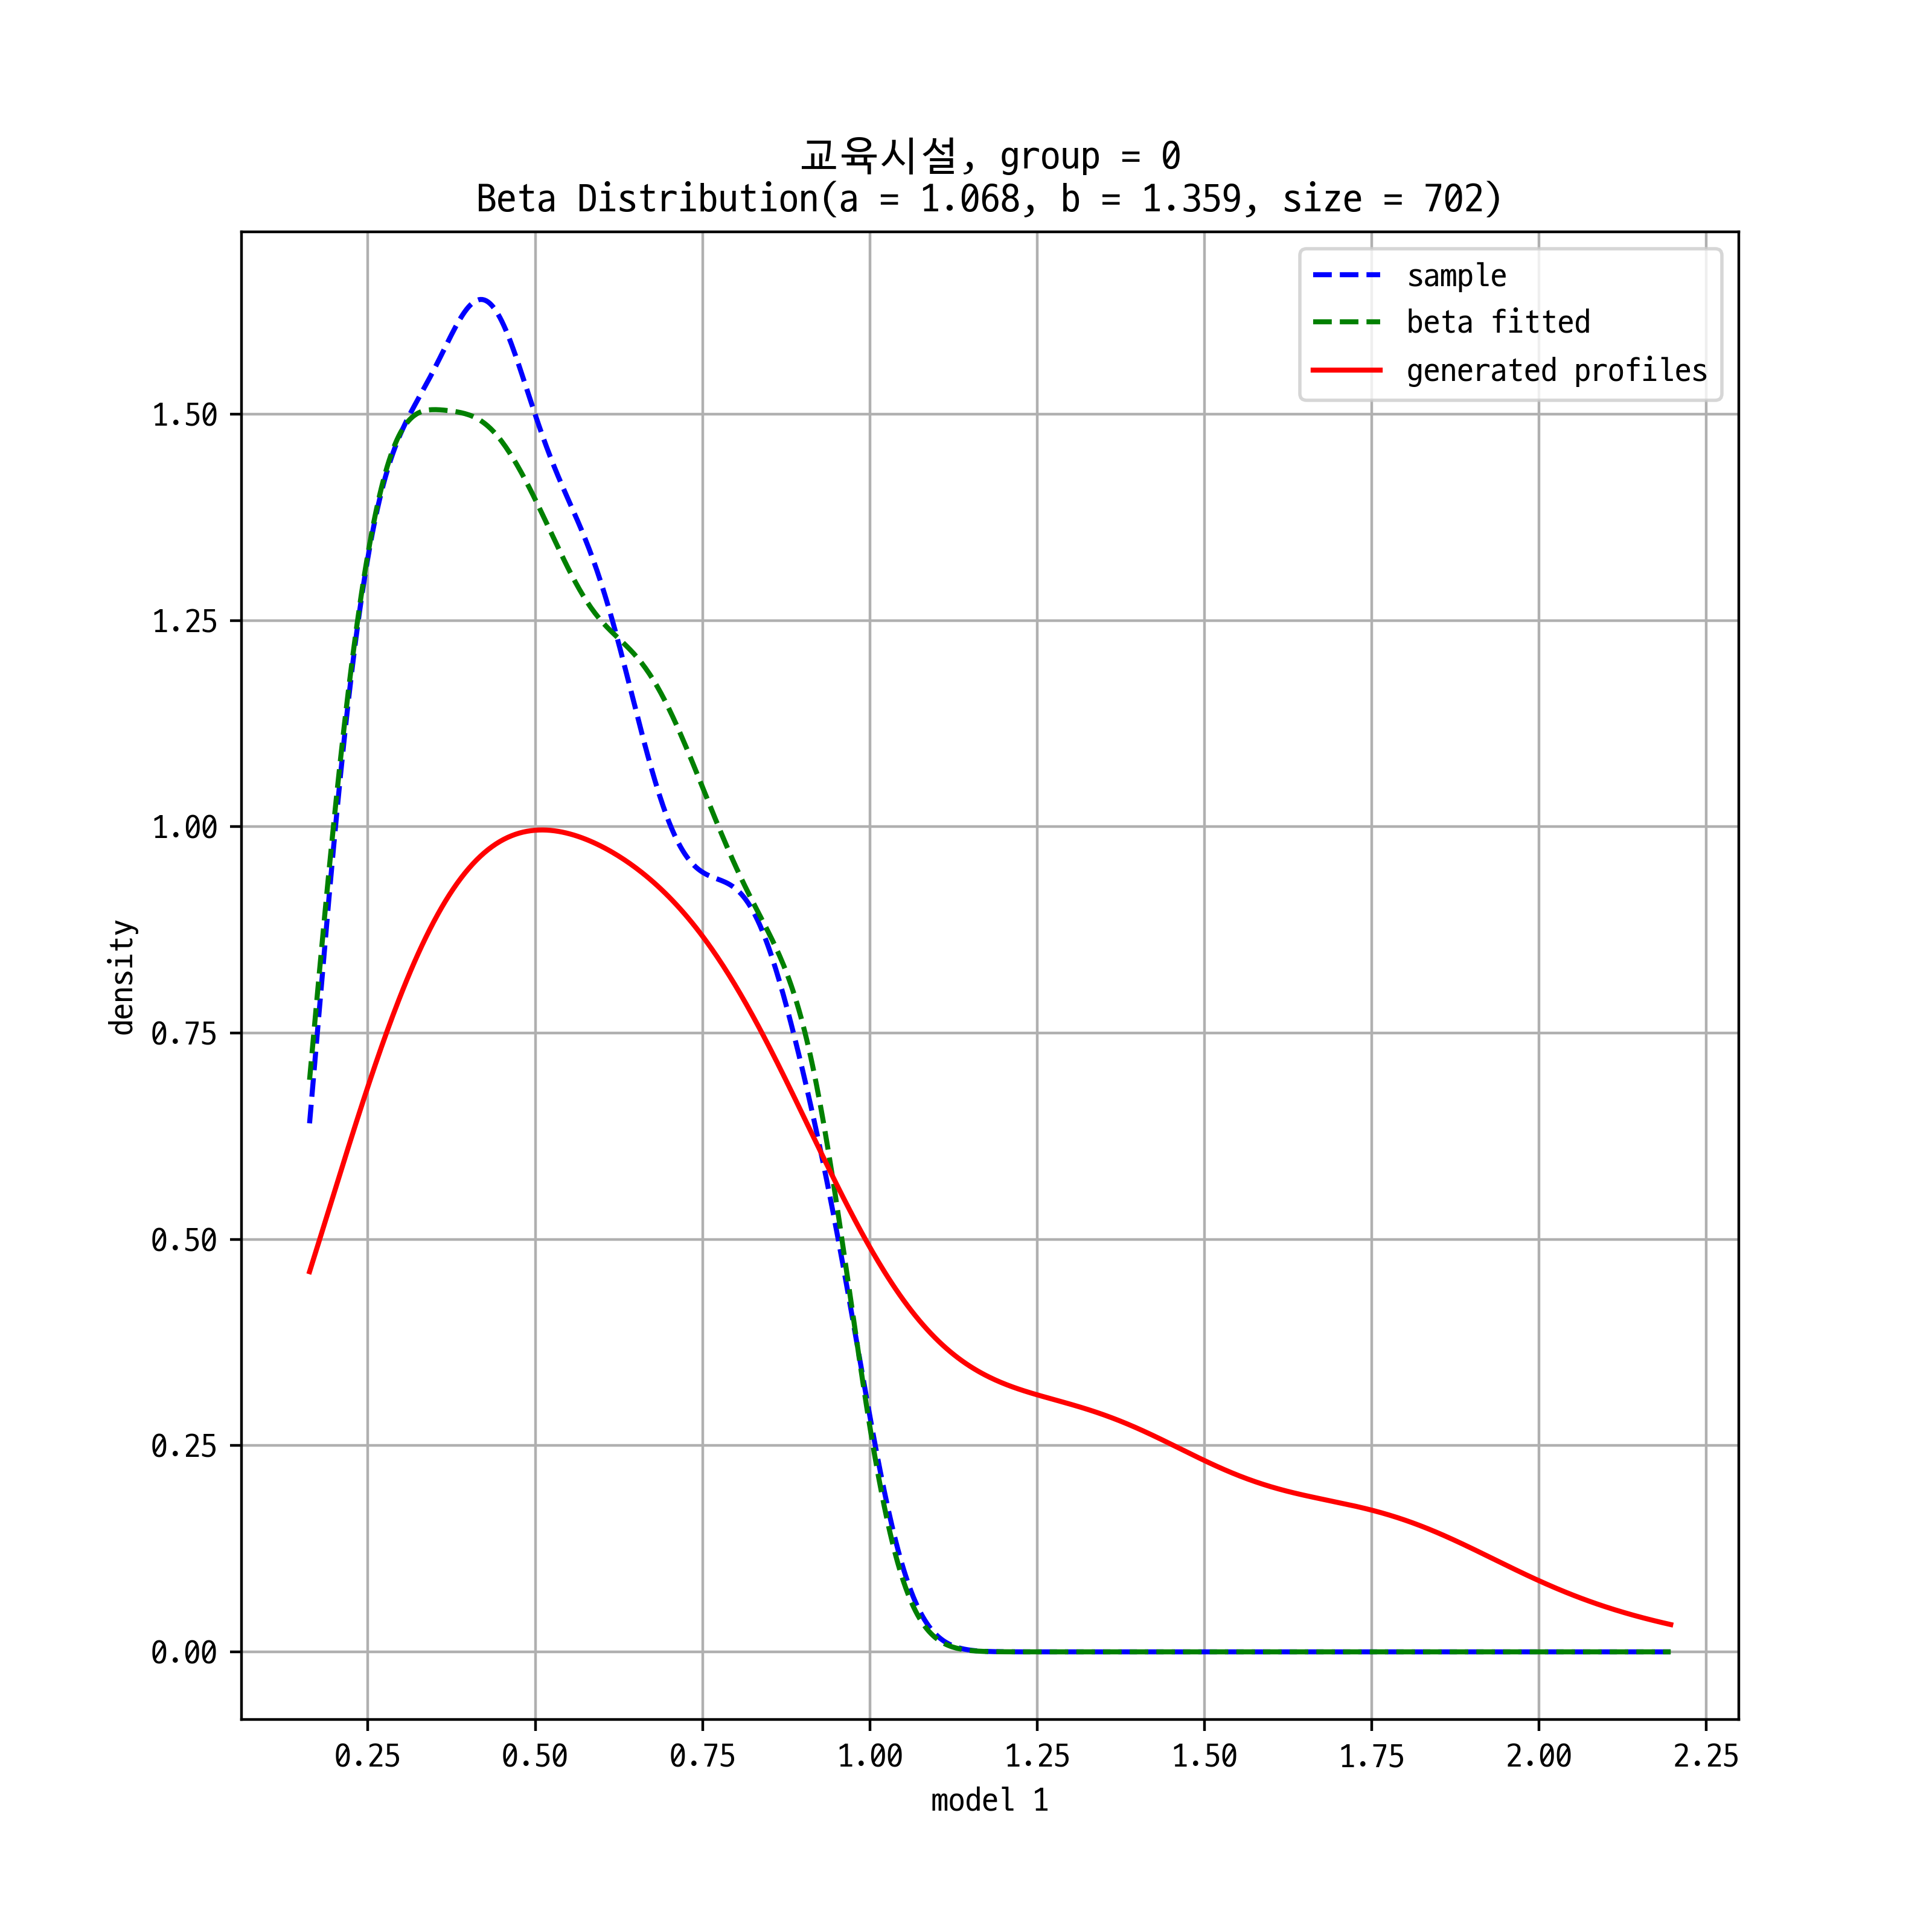 교육시설, group = 0
Beta Distribution(a = 1.068, b = 1.359, size = 702)
sample
beta fitted
generated profiles
density
1.50
1.25
1.00
0.75
0.50
0.25
0.00
0.25 0.50 0.75 1.00 1.25 1.50 1.75 2.00 2.25
model 1